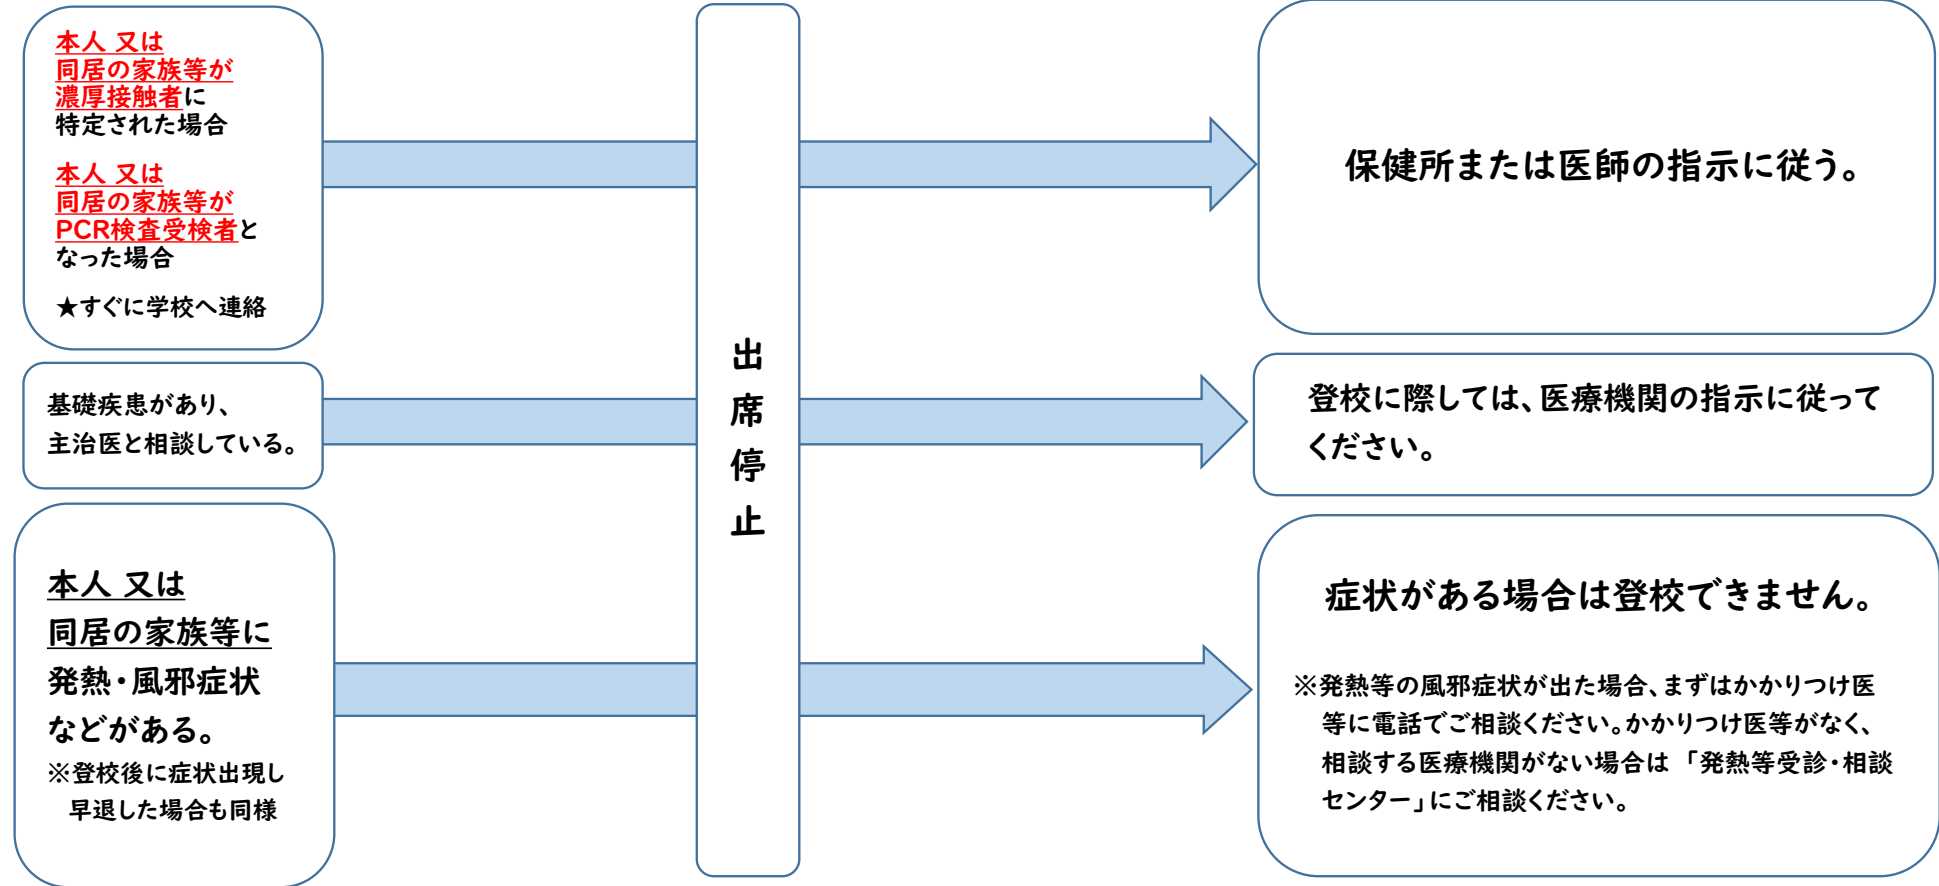 本人 又は
同居の家族等が
濃厚接触者に
特定された場合
本人 又は
同居の家族等が
PCR検査受検者と
なった場合
★すぐに学校へ連絡
基礎疾患があり、
主治医と相談している。
本人 又は
同居の家族等に
発熱・風邪症状
などがある。
※登校後に症状出現し
早退した場合も同様
出
席
停
止
保健所または医師の指示に従う。
登校に際しては、医療機関の指示に従って
ください。
症状がある場合は登校できません。
※発熱等の風邪症状が出た場合、まずはかかりつけ医
等に電話でご相談ください。かかりつけ医等がなく、
相談する医療機関がない場合は 「発熱等受診・相談
センター」にご相談ください。